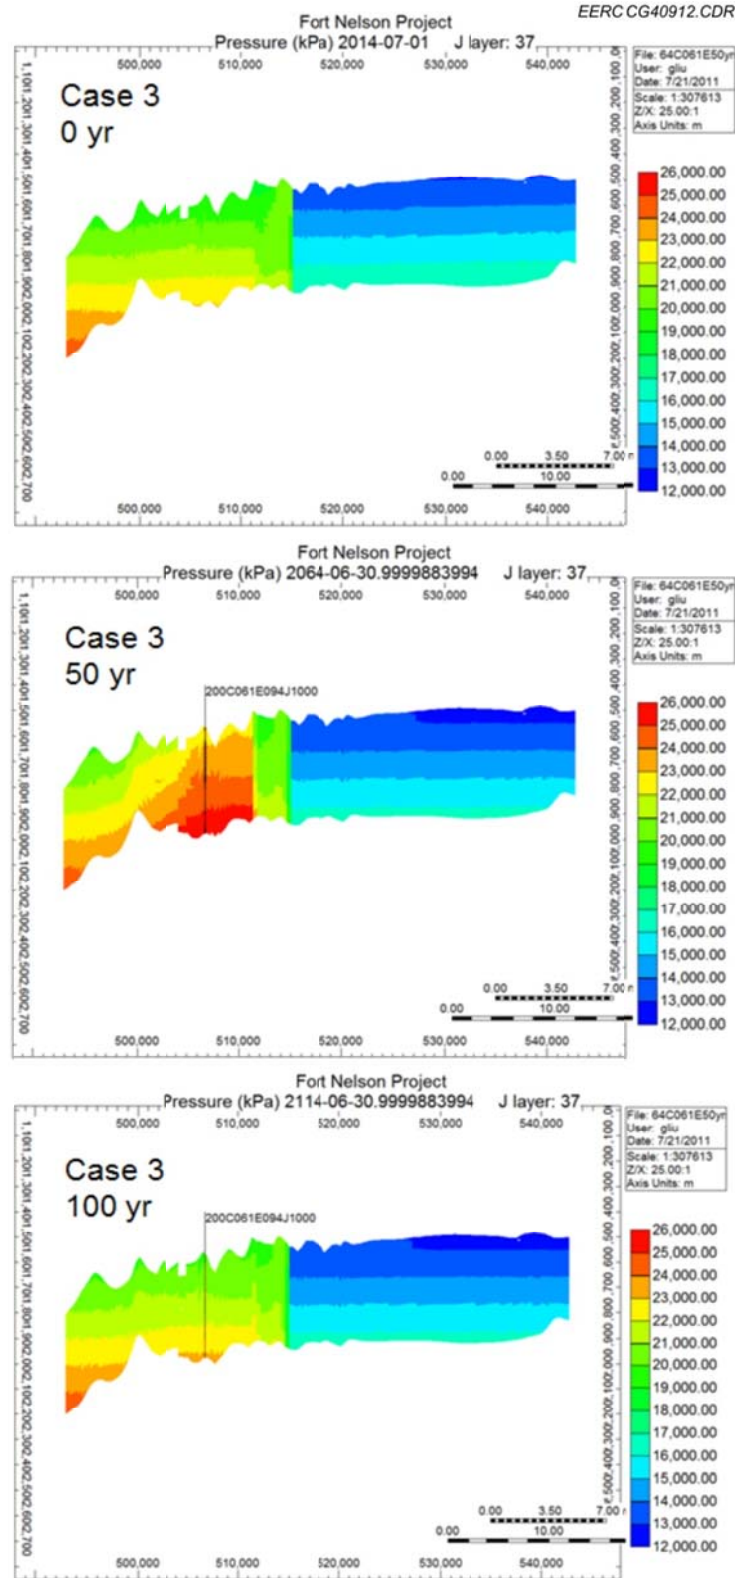 EERC CG40912.CDR
Fort Nelson Project
Pressure (kPa) 2014-07-01 J layer: 37
File: 64C061E50yr
User: gliu
Date: 7/21/2011
Scale: 1:307613
Z/X: 25.00:1
Axis Units: m
500,000 510,000 520,000 530,000 540,000
Case 3
0 yr
26,000.00
25,000.00
24,000.00
23,000.00
22,000.00
21,000.00
20,000.00
19,000.00
18,000.00
17,000.00
16,000.00
15,000.00
14,000.00
13,000.00
12,000.00
0.00 3.50 7.00
0.00 10.00
500,000 510,000 520,000 530,000 540,000
Fort Nelson Project
Pressure (kPa) 2064-06-30.9999883994 J layer: 37
File: 64C061E50yr
User: gliu
Date: 7/21/2011
Scale: 1:307613
Z/X: 25.00:1
Axis Units: m
500,000 510,000 520,000 530,000 540,000
Case 3
50 yr
200C061E094J1000
26,000.00
25,000.00
24,000.00
23,000.00
22,000.00
21,000.00
20,000.00
19,000.00
18,000.00
17,000.00
16,000.00
15,000.00
14,000.00
13,000.00
12,000.00
0.00 3.50 7.00
0.00 10.00
500,000 510,000 520,000 530,000 540,000
Fort Nelson Project
Pressure (kPa) 2114-06-30.9999883994 J layer: 37
File: 64C061E50yr
User: gliu
Date: 7/21/2011
Scale: 1:307613
Z/X: 25.00:1
Axis Units: m
500,000 510,000 520,000 530,000 540,000
Case 3
100 yr
200C061E094J1000
26,000.00
25,000.00
24,000.00
23,000.00
22,000.00
21,000.00
20,000.00
19,000.00
18,000.00
17,000.00
16,000.00
15,000.00
14,000.00
13,000.00
12,000.00
0.00 3.50 7.00
0.00 10.00
500,000 510,000 520,000 530,000 540,000